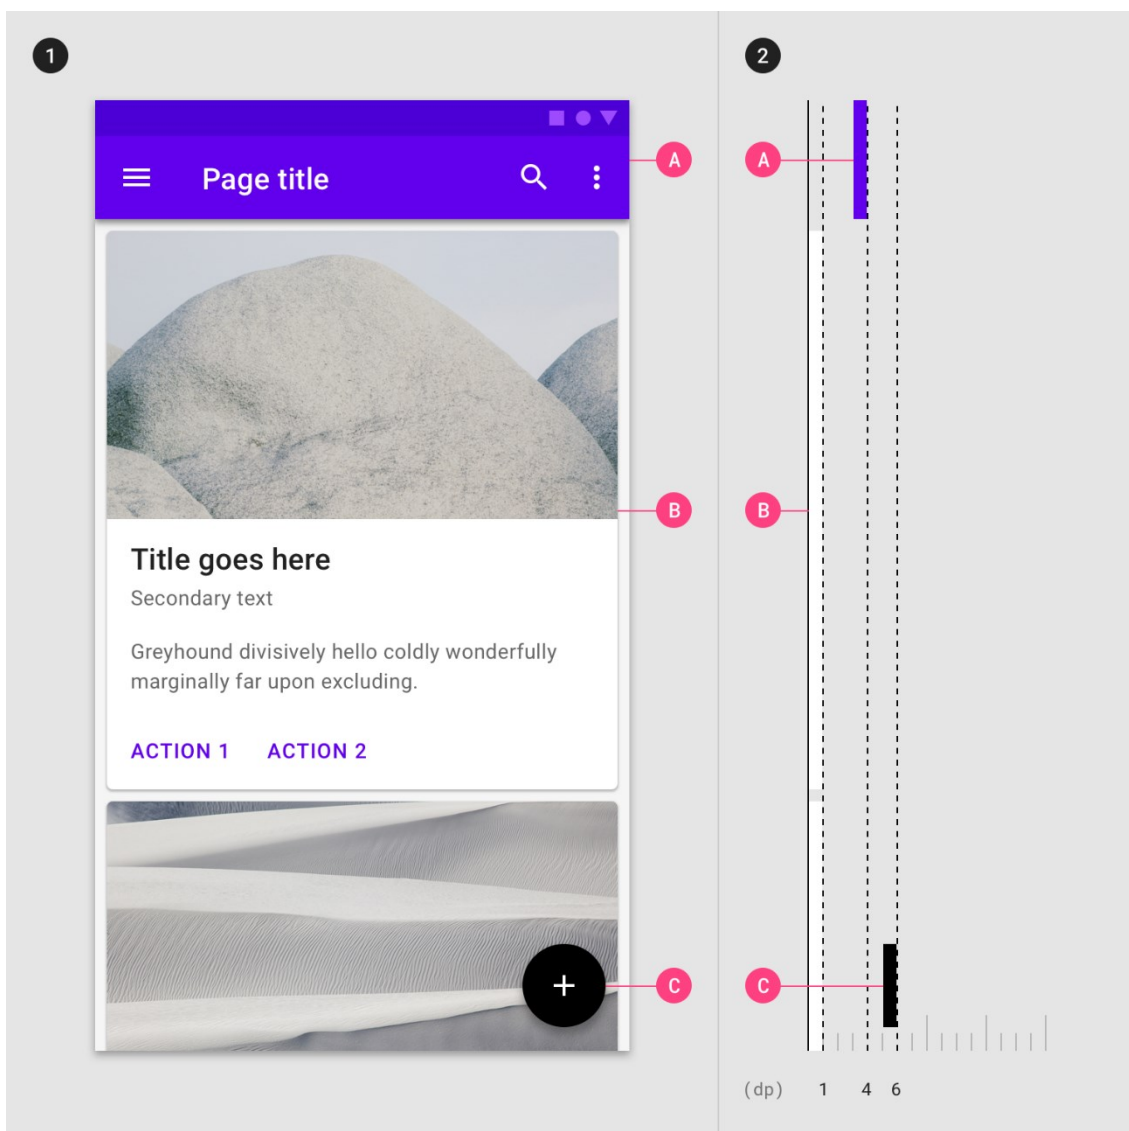 1
2
A
A
Page title
B
B
Title goes here
Secondary text
Greyhound divisively hello coldly wonderfully
marginally far upon excluding.
ACTION 1 ACTION 2
+
C
C
(dp) 1 4 6